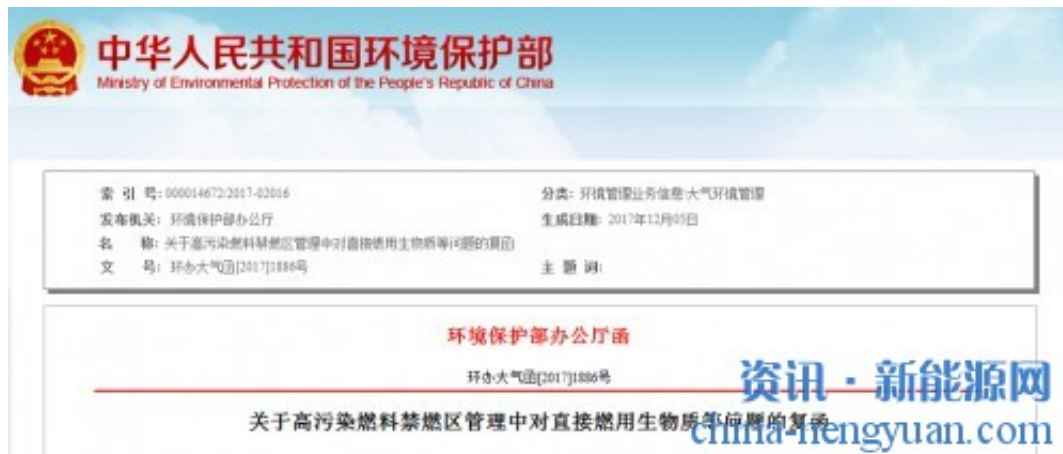 中华人民共和国环境保护部
Ministry of Environmental Protection of the People's Republic of China
索 引 号: 000014672/2017-02016 分类: 环境管理业务信息\大气环境管理
发布机关: 环境保护部办公厅 生成日期: 2017年12月05日
名 称: 关于高污染燃料禁燃区管理中对直接燃用生物质等问题的复函
文 号: 环办大气函[2017]1886号 主 题 词:
环境保护部办公厅函
环办大气函[2017]1886号
资讯·新能源网
关于高污染燃料禁燃区管理中对直接燃用生物质等问题的复函
china-nengyuan.com